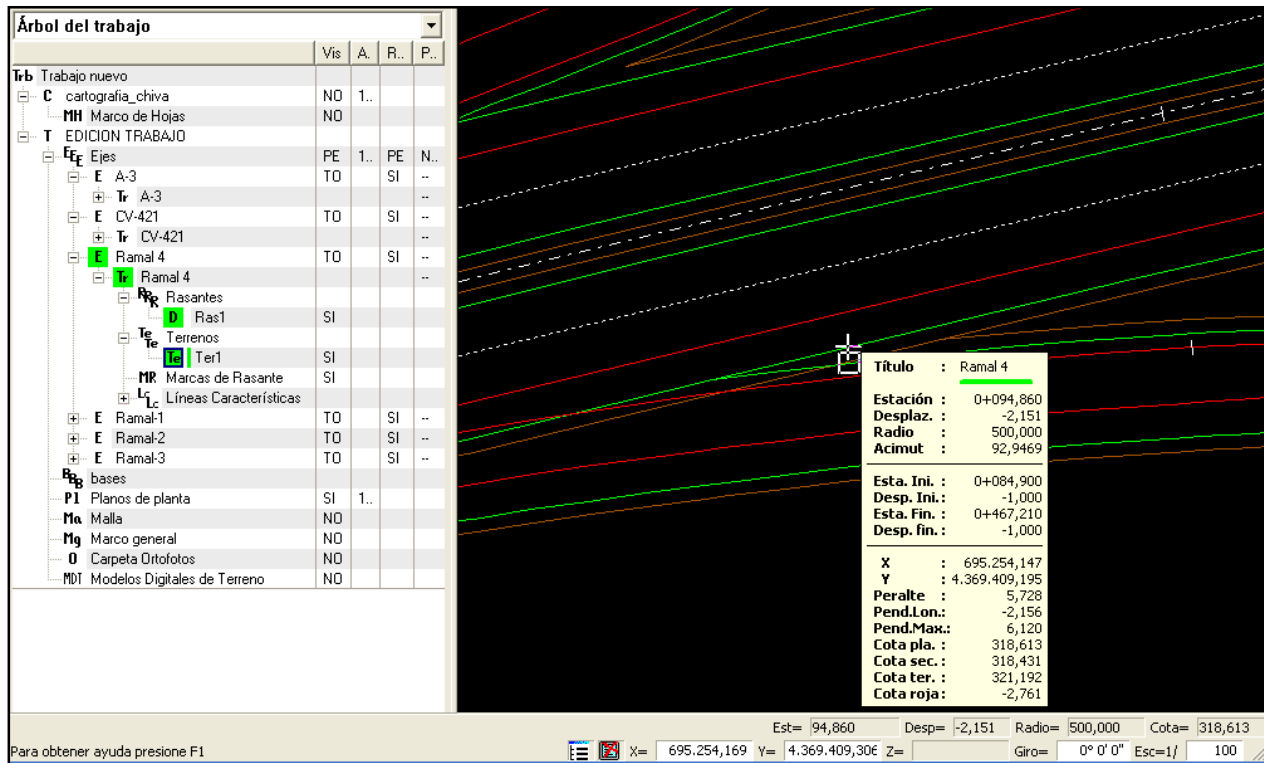 Árbol del trabajo
Vis A. R.. P..
Trb Trabajo nuevo
C cartografia_chiva NO 1..
MH Marco de Hojas NO
T EDICION TRABAJO
EEE Ejes PE 1.. PE N..
E A-3 TO SI --
Tr A-3 --
E CV-421 TO SI --
Tr CV-421 --
E Ramal 4 TO SI --
Tr Ramal 4 --
RRR Rasantes
D Ras1 SI
TeTe Terrenos
Te Ter1 SI
MR Marcas de Rasante SI
LcLc Líneas Características
E Ramal-1 TO SI --
E Ramal-2 TO SI --
E Ramal-3 TO SI --
BBB bases
Pl Planos de planta SI 1..
Ma Malla NO
Mg Marco general NO
O Carpeta Ortofotos NO
MDT Modelos Digitales de Terreno NO
Título : Ramal 4
Estación : 0+094,860
Desplaz. : -2,151
Radio : 500,000
Acimut : 92,9469
Esta. Ini. : 0+084,900
Desp. Ini.: -1,000
Esta. Fin. : 0+467,210
Desp. fin. : -1,000
X : 695.254,147
Y : 4.369.409,195
Peralte : 5,728
Pend.Lon.: -2,156
Pend.Max.: 6,120
Cota pla. : 318,613
Cota sec. : 318,431
Cota ter. : 321,192
Cota roja: -2,761
Est= 94,860 Desp= -2,151 Radio= 500,000 Cota= 318,613
Para obtener ayuda presione F1 X= 695.254,169 Y= 4.369.409,306 Z= Giro= 0° 0' 0" Esc=1/ 100